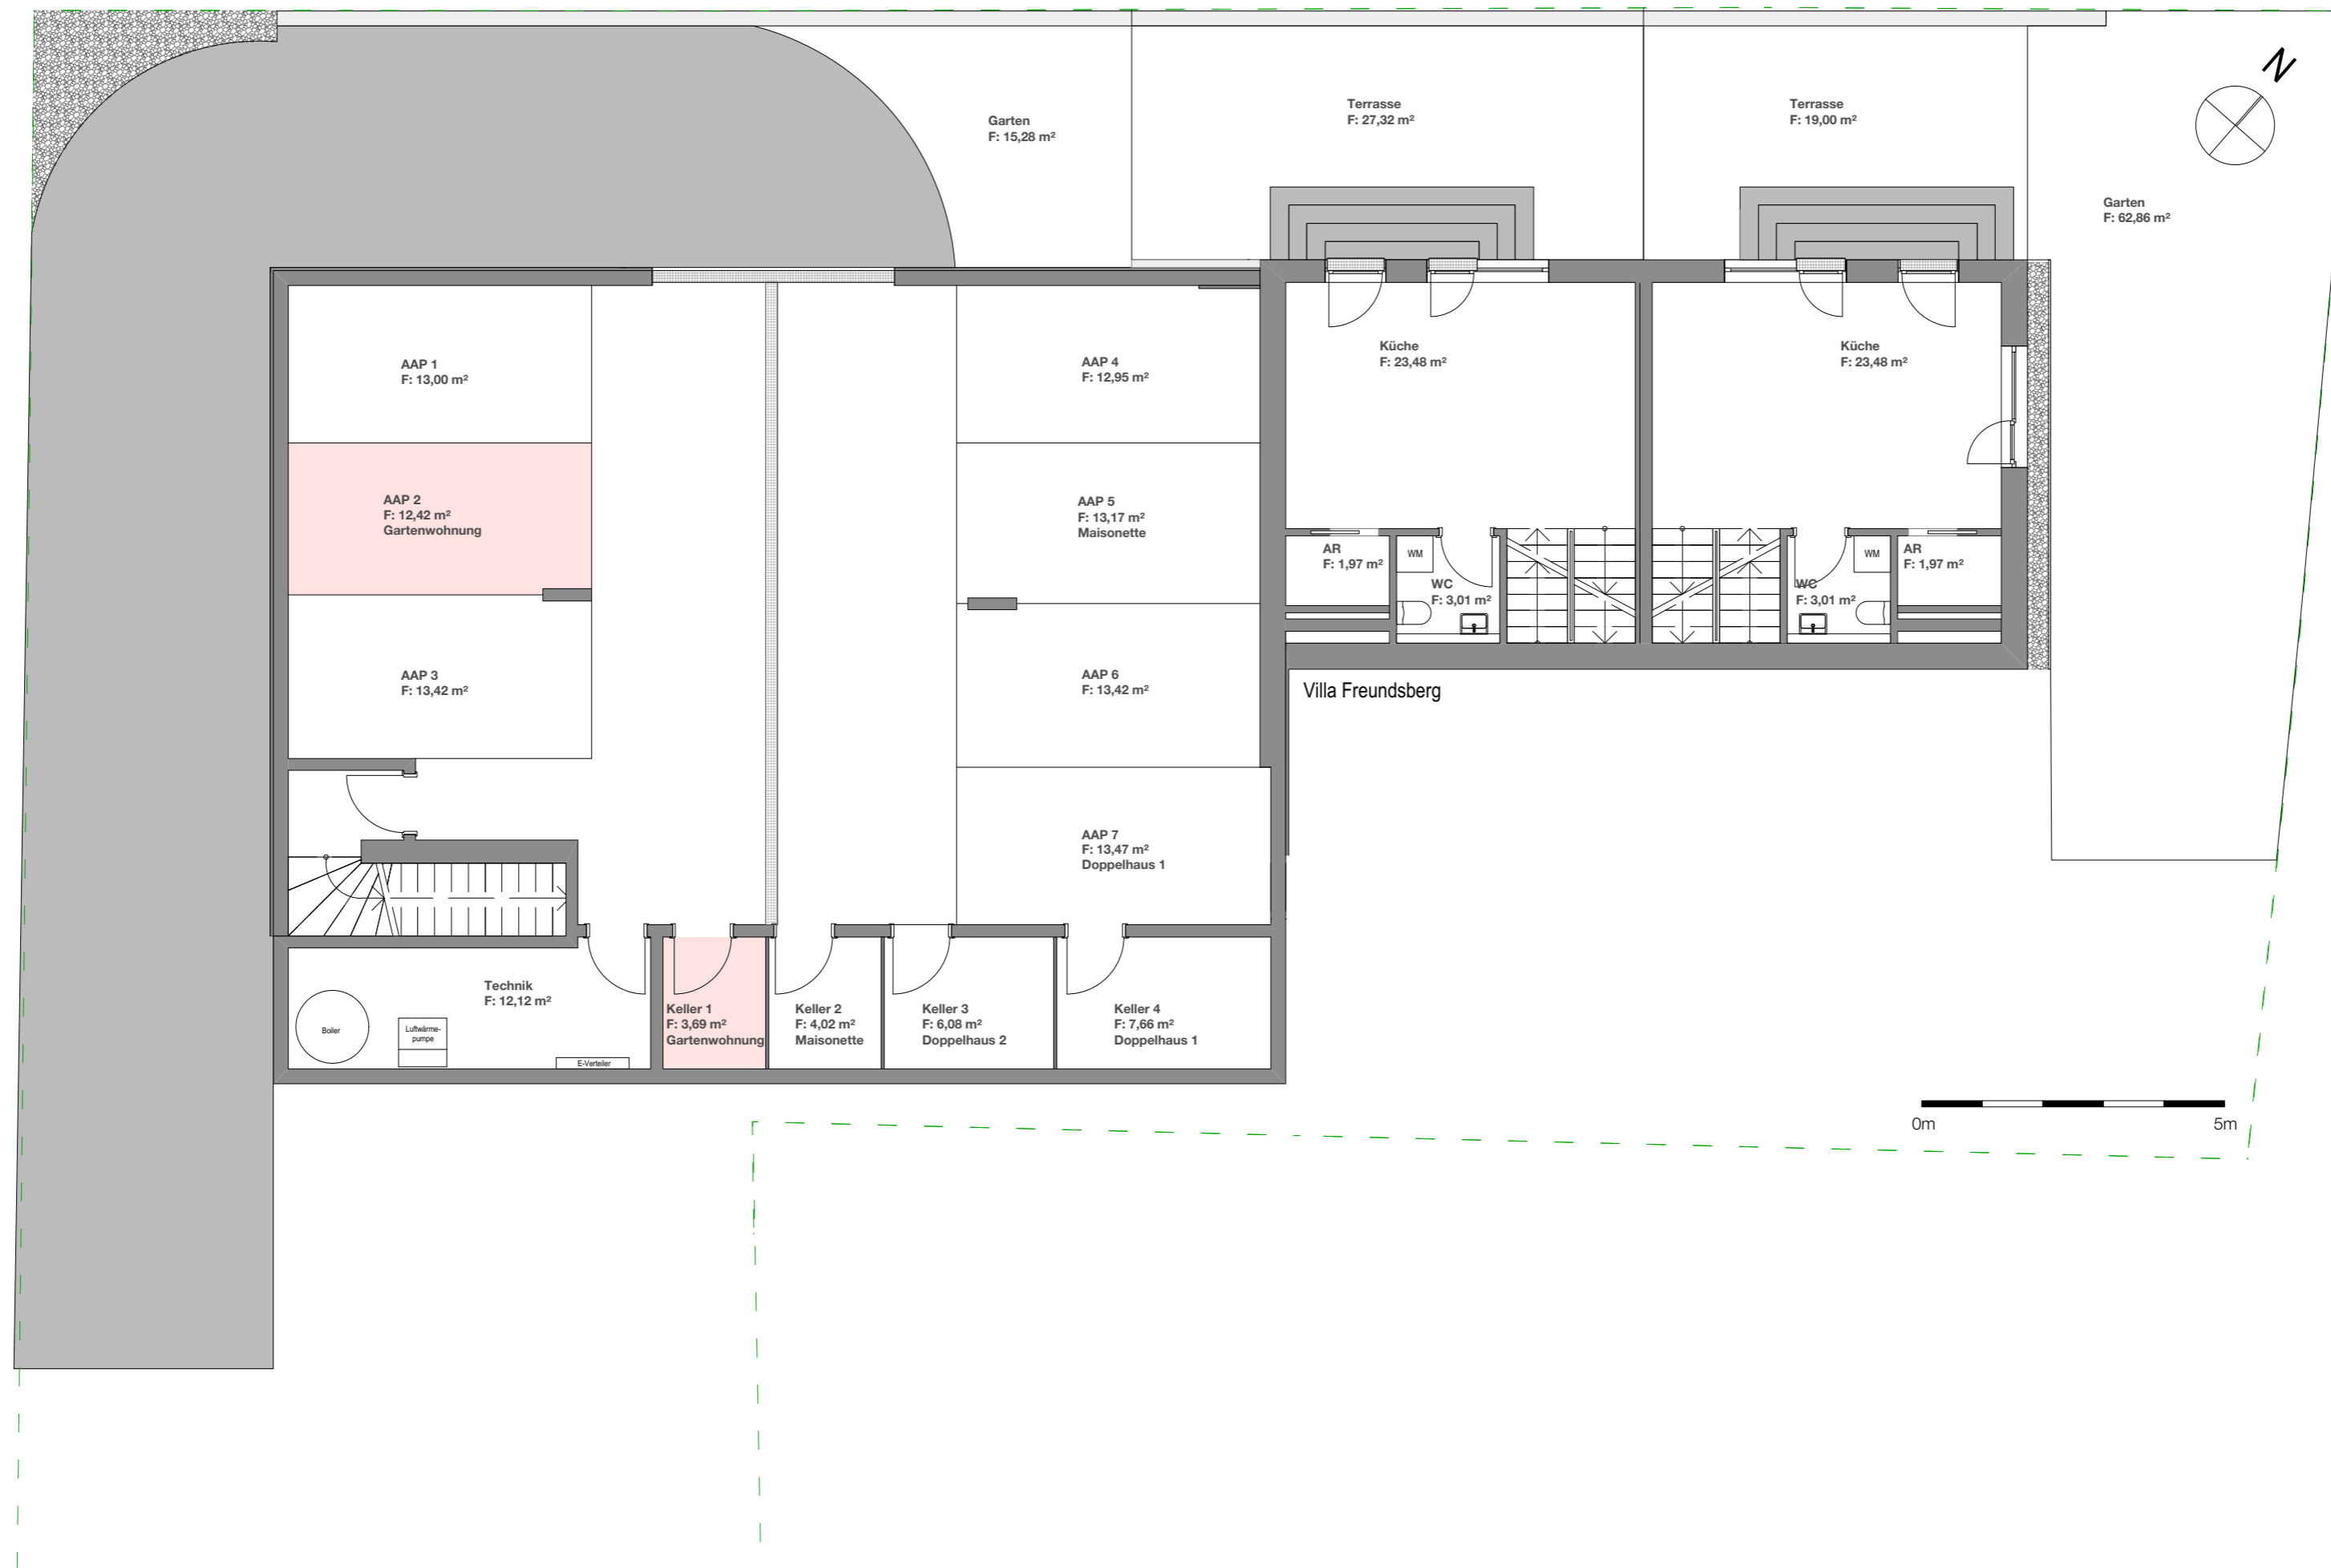 N
Garten
F: 15,28 m²
Terrasse
F: 27,32 m²
Terrasse
F: 19,00 m²
Garten
F: 62,86 m²
AAP 1
F: 13,00 m²
AAP 4
F: 12,95 m²
Küche
F: 23,48 m²
Küche
F: 23,48 m²
AAP 2
F: 12,42 m²
Gartenwohnung
AAP 5
F: 13,17 m²
Maisonette
AR
F: 1,97 m²
WM
WC
F: 3,01 m²
WM
WC
F: 3,01 m²
AR
F: 1,97 m²
AAP 3
F: 13,42 m²
AAP 6
F: 13,42 m²
Villa Freundsberg
AAP 7
F: 13,47 m²
Doppelhaus 1
Technik
F: 12,12 m²
Boiler
Luftwärme-
pumpe
E-Verteiler
Keller 1
F: 3,69 m²
Gartenwohnung
Keller 2
F: 4,02 m²
Maisonette
Keller 3
F: 6,08 m²
Doppelhaus 2
Keller 4
F: 7,66 m²
Doppelhaus 1
0m
5m